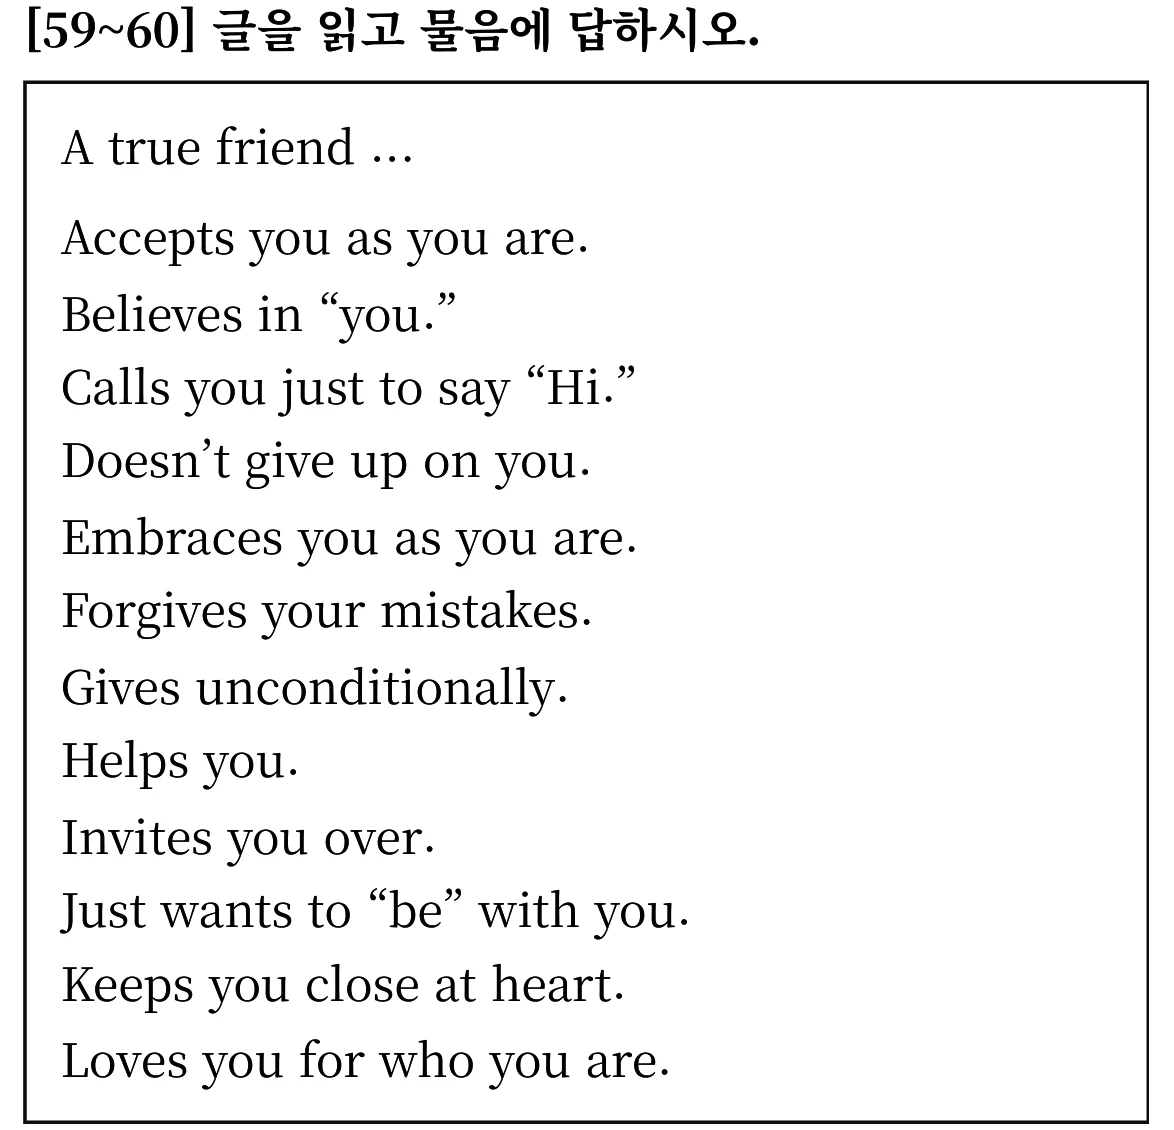 [59~60] 글을 읽고 물음에 답하시오.
A true friend …
Accepts you as you are.
Believes in “you.”
Calls you just to say “Hi.”
Doesn’t give up on you.
Embraces you as you are.
Forgives your mistakes.
Gives unconditionally.
Helps you.
Invites you over.
Just wants to “be” with you.
Keeps you close at heart.
Loves you for who you are.